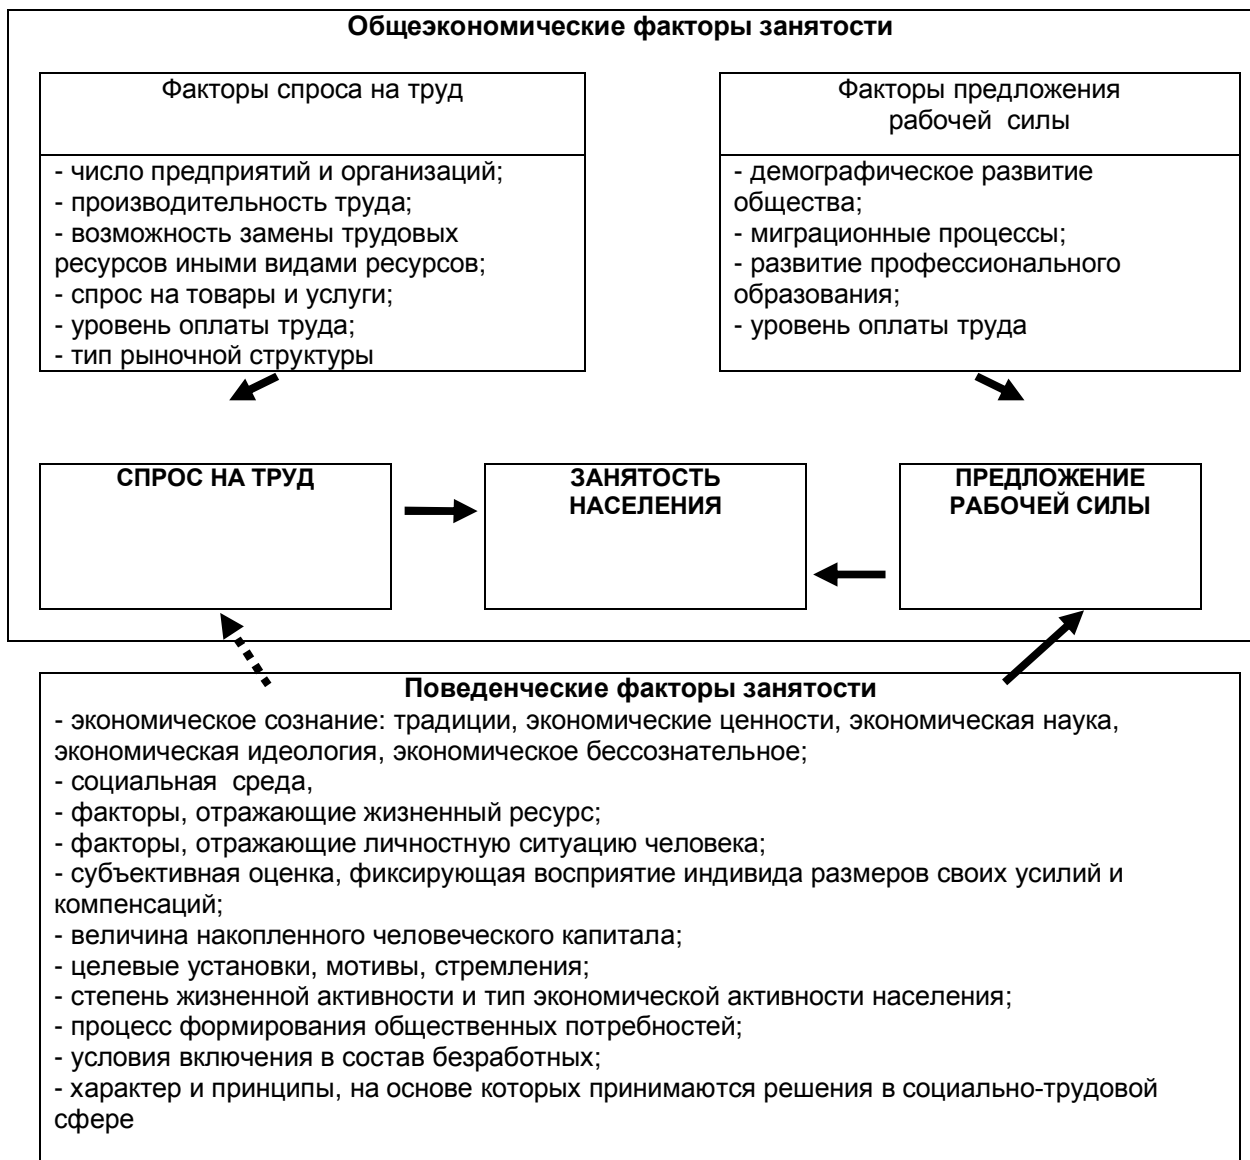 Общеэкономические факторы занятости
Факторы спроса на труд
- число предприятий и организаций;
- производительность труда;
- возможность замены трудовых
ресурсов иными видами ресурсов;
- спрос на товары и услуги;
- уровень оплаты труда;
- тип рыночной структуры
Факторы предложения
рабочей силы
- демографическое развитие
общества;
- миграционные процессы;
- развитие профессионального
образования;
- уровень оплаты труда
СПРОС НА ТРУД
ЗАНЯТОСТЬ
НАСЕЛЕНИЯ
ПРЕДЛОЖЕНИЕ
РАБОЧЕЙ СИЛЫ
Поведенческие факторы занятости
- экономическое сознание: традиции, экономические ценности, экономическая наука,
экономическая идеология, экономическое бессознательное;
- социальная среда,
- факторы, отражающие жизненный ресурс;
- факторы, отражающие личностную ситуацию человека;
- субъективная оценка, фиксирующая восприятие индивида размеров своих усилий и
компенсаций;
- величина накопленного человеческого капитала;
- целевые установки, мотивы, стремления;
- степень жизненной активности и тип экономической активности населения;
- процесс формирования общественных потребностей;
- условия включения в состав безработных;
- характер и принципы, на основе которых принимаются решения в социально-трудовой
сфере